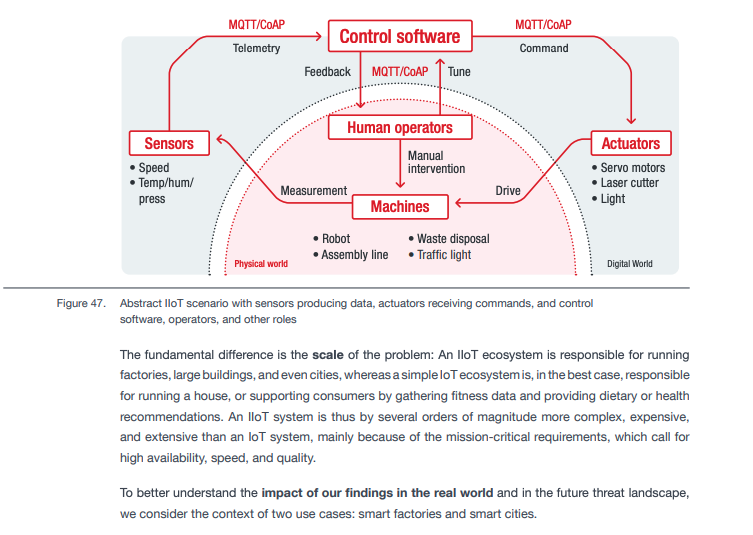 MQTT/CoAP
MQTT/CoAP
Control software
Telemetry
Command
Feedback
MQTT/CoAP
Tune
Human operators
Sensors
Actuators
Manual
intervention
• Speed
• Temp/hum/
press
• Servo motors
• Laser cutter
• Light
Measurement
Drive
Machines
• Robot
• Assembly line
• Waste disposal
• Traffic light
Physical world
Digital World
Figure 47. Abstract IIoT scenario with sensors producing data, actuators receiving commands, and control
software, operators, and other roles
The fundamental difference is the scale of the problem: An IIoT ecosystem is responsible for running
factories, large buildings, and even cities, whereas a simple IoT ecosystem is, in the best case, responsible
for running a house, or supporting consumers by gathering fitness data and providing dietary or health
recommendations. An IIoT system is thus by several orders of magnitude more complex, expensive,
and extensive than an IoT system, mainly because of the mission-critical requirements, which call for
high availability, speed, and quality.
To better understand the impact of our findings in the real world and in the future threat landscape,
we consider the context of two use cases: smart factories and smart cities.